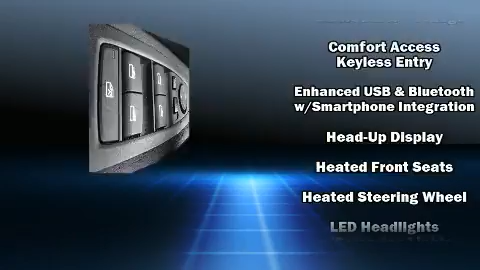 Comfort Access
Keyless Entry
Enhanced USB & Bluetooth
w/Smartphone Integration
Head-Up Display
Heated Front Seats
Heated Steering Wheel
LED Headlights